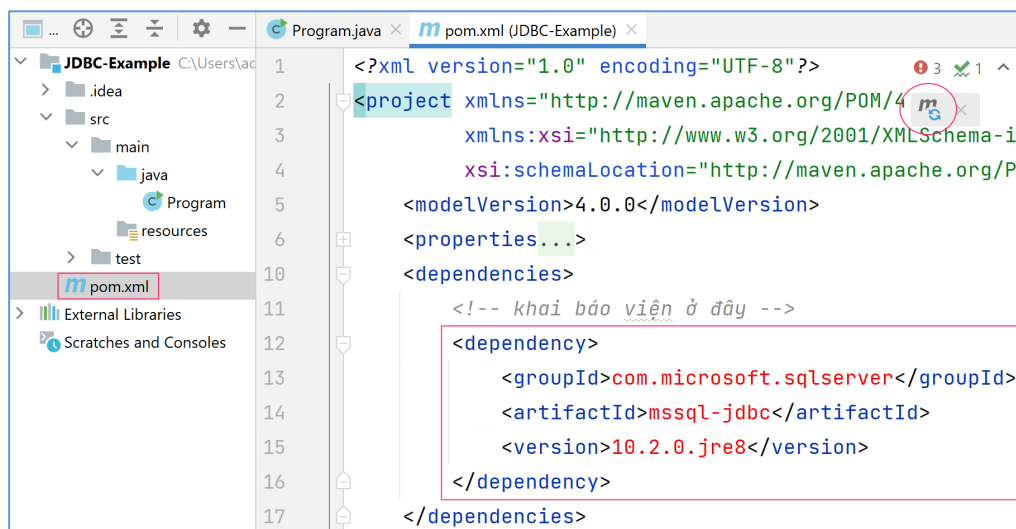 ...
Program.java
pom.xml (JDBC-Example)
JDBC-Example C:\Users\ac
.idea
src
main
java
Program
resources
test
pom.xml
External Libraries
Scratches and Consoles
3 1
1 <?xml version="1.0" encoding="UTF-8"?>
2 <project xmlns="http://maven.apache.org/POM/4
3 xmlns:xsi="http://www.w3.org/2001/XMLSchema-i
4 xsi:schemaLocation="http://maven.apache.org/P
5 <modelVersion>4.0.0</modelVersion>
6 <properties...>
10 <dependencies>
11 <!-- khai báo viện ở đây -->
12 <dependency>
13 <groupId>com.microsoft.sqlserver</groupId>
14 <artifactId>mssql-jdbc</artifactId>
15 <version>10.2.0.jre8</version>
16 </dependency>
17 </dependencies>